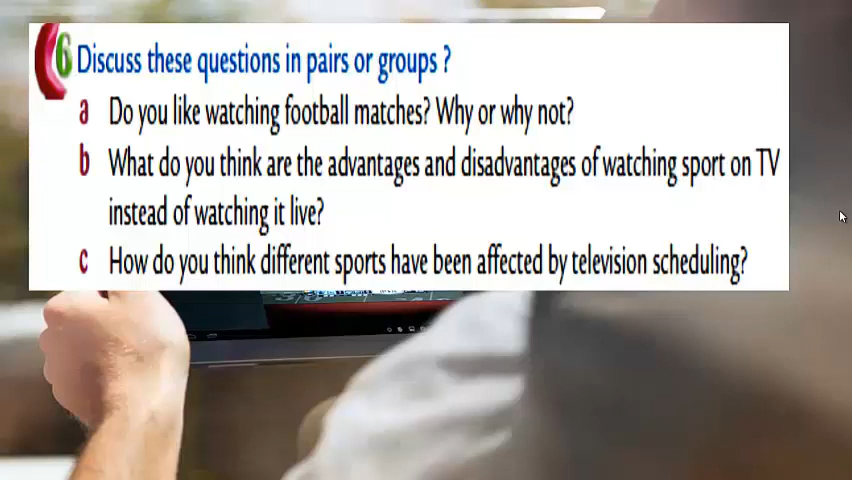 6 Discuss these questions in pairs or groups ?
a Do you like watching football matches? Why or why not?
b What do you think are the advantages and disadvantages of watching sport on TV
instead of watching it live?
c How do you think different sports have been affected by television scheduling?